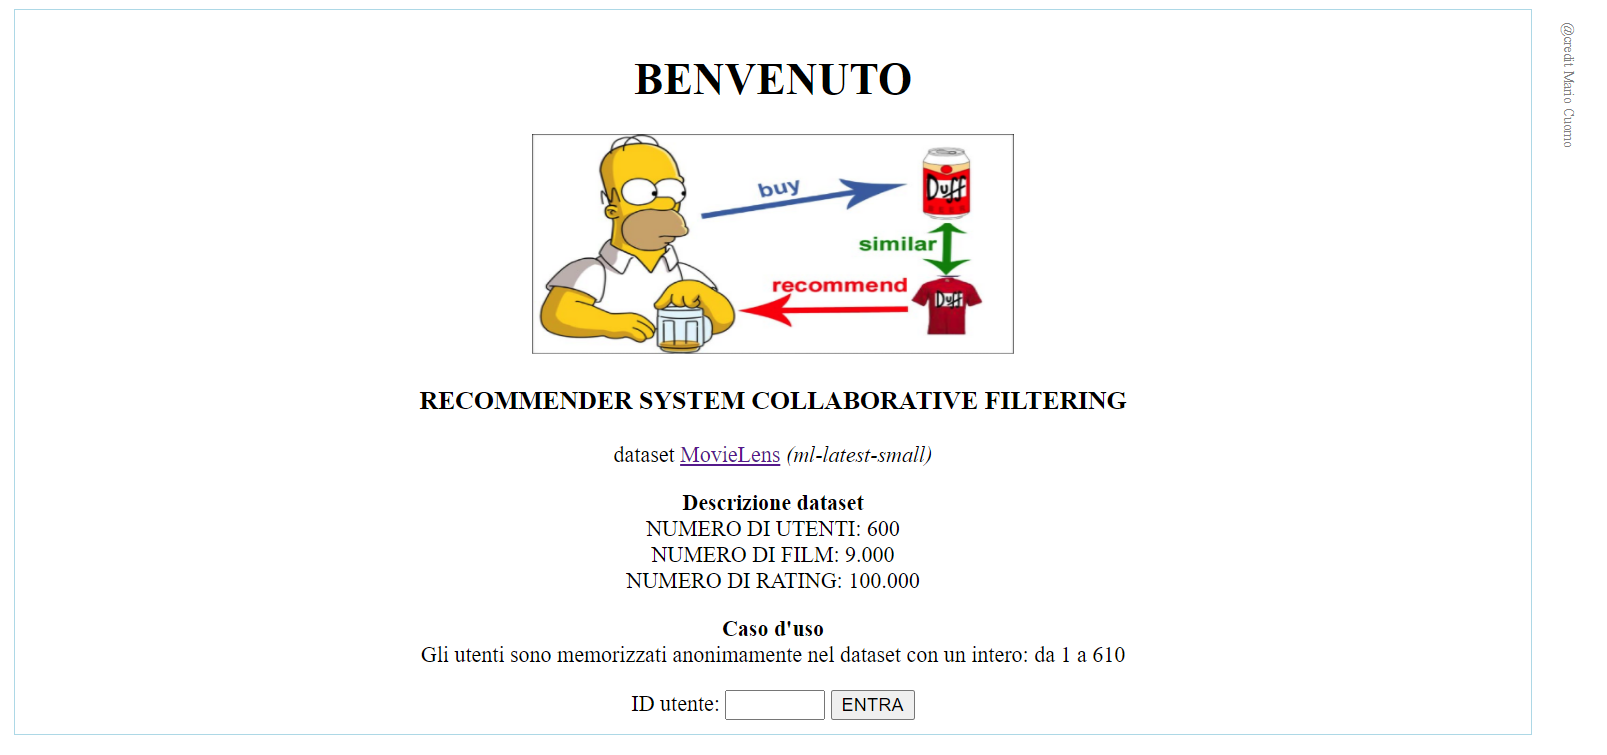 BENVENUTO
buy
Duff
similar
recommend
Duff
RECOMMENDER SYSTEM COLLABORATIVE FILTERING
dataset MovieLens (ml-latest-small)
Descrizione dataset
NUMERO DI UTENTI: 600
NUMERO DI FILM: 9.000
NUMERO DI RATING: 100.000
Caso d'uso
Gli utenti sono memorizzati anonimamente nel dataset con un intero: da 1 a 610
ID utente: ENTRA
@credit Mario Cuomo